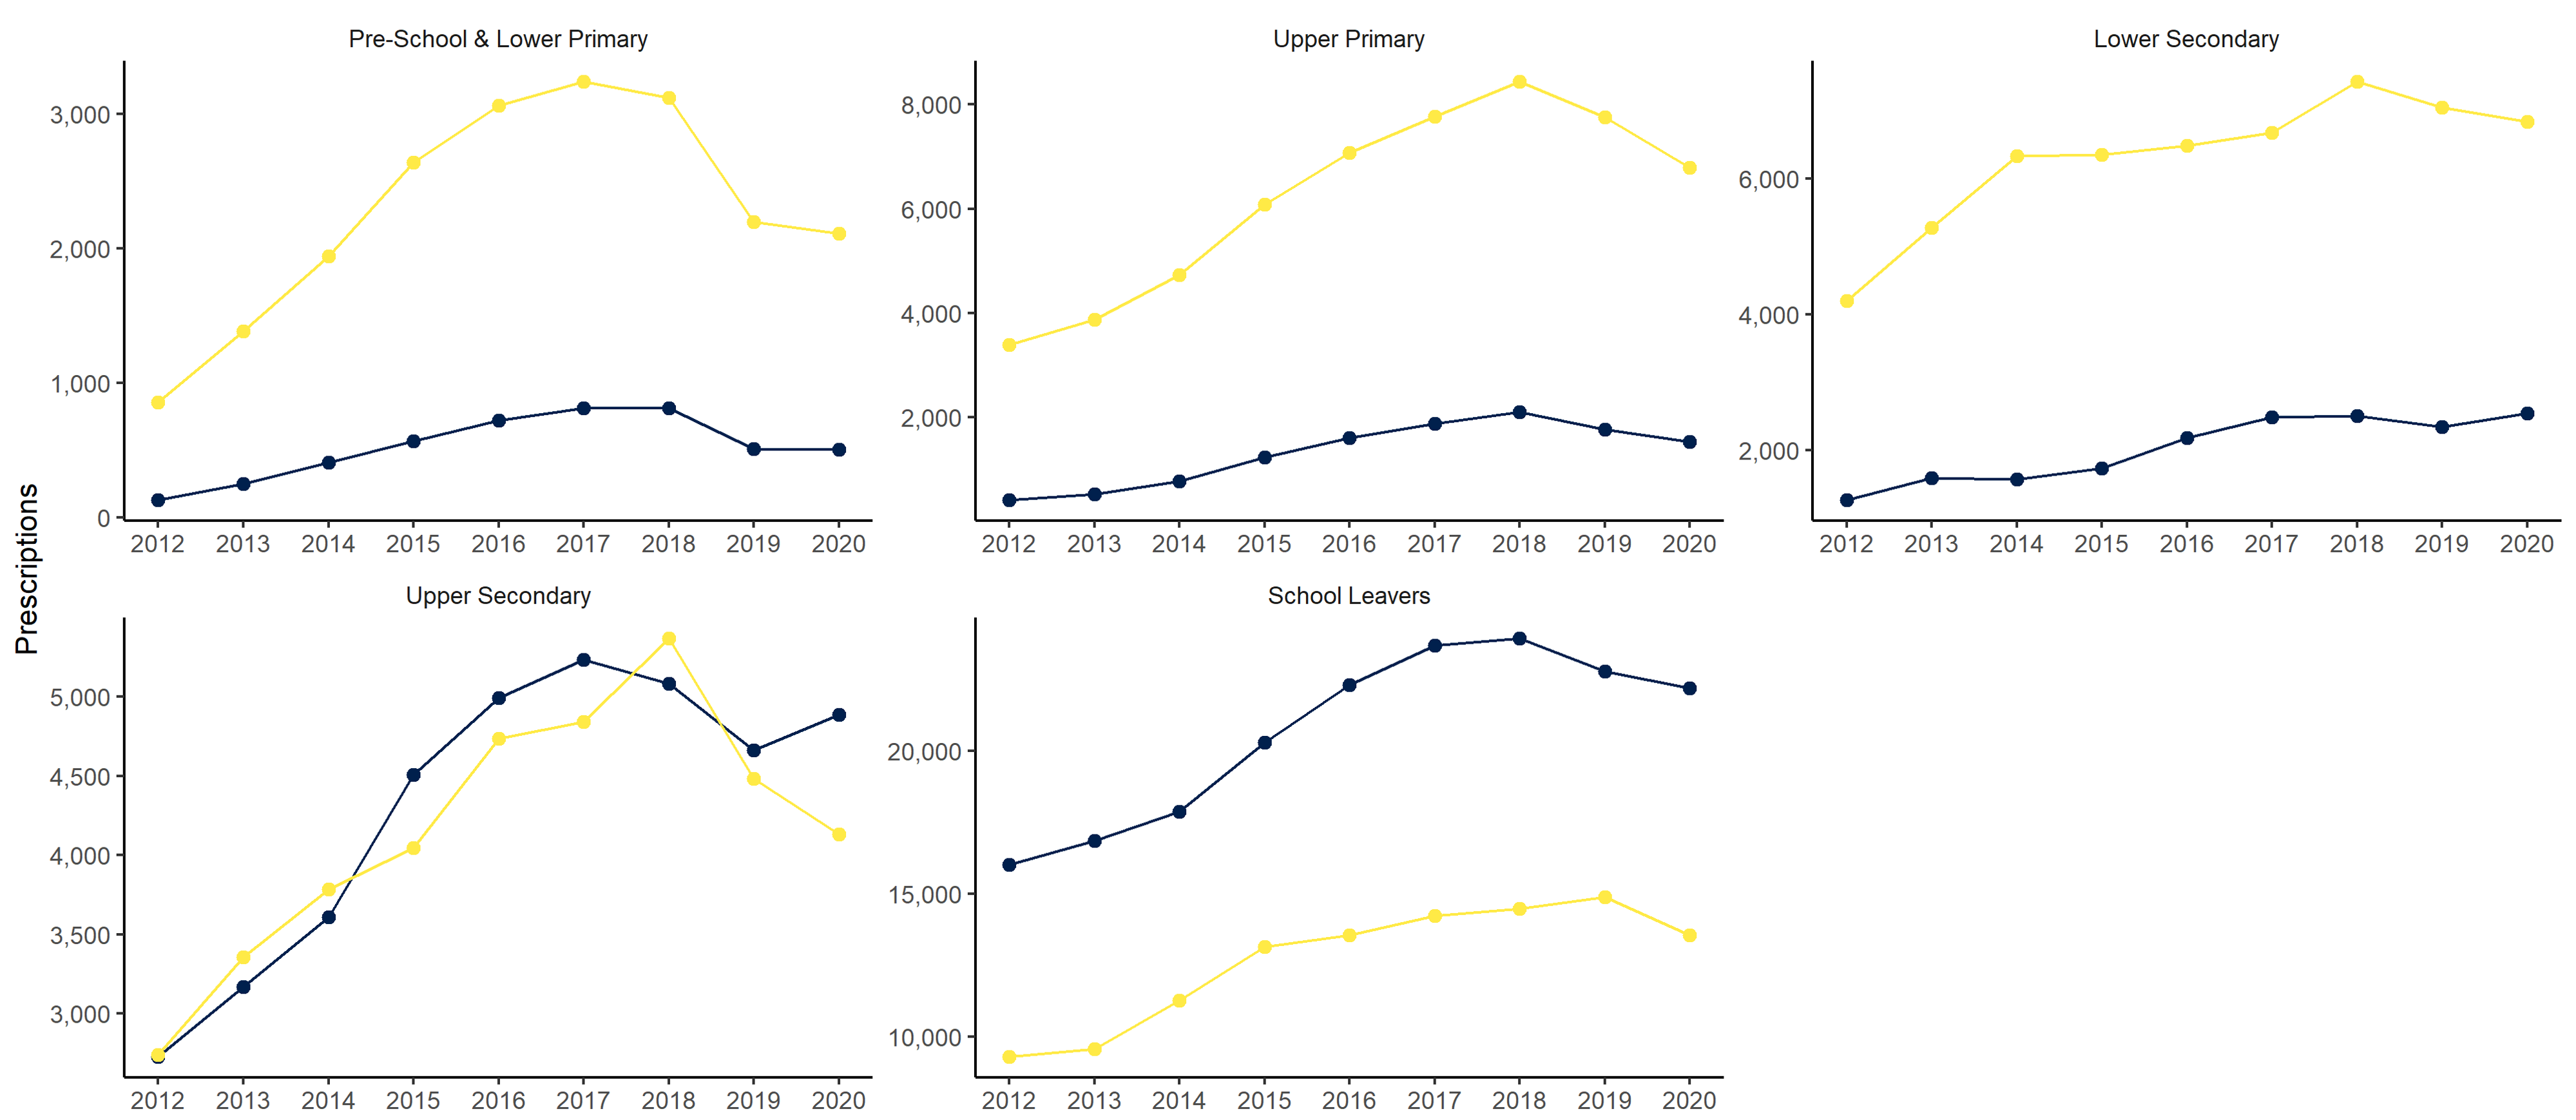 Pre-School & Lower Primary
Upper Primary
Lower Secondary
3,000
2,000
1,000
0
8,000
6,000
4,000
2,000
6,000
4,000
2,000
2012 2013 2014 2015 2016 2017 2018 2019 2020
2012 2013 2014 2015 2016 2017 2018 2019 2020
2012 2013 2014 2015 2016 2017 2018 2019 2020
Prescriptions
Upper Secondary
School Leavers
5,000
4,500
4,000
3,500
3,000
20,000
15,000
10,000
2012 2013 2014 2015 2016 2017 2018 2019 2020
2012 2013 2014 2015 2016 2017 2018 2019 2020